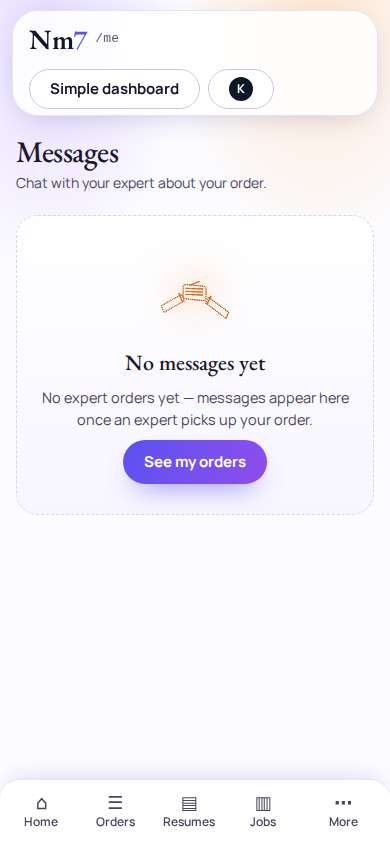 Nm7 /me
Simple dashboard
K
Messages
Chat with your expert about your order.
No messages yet
No expert orders yet — messages appear here
once an expert picks up your order.
See my orders
Home Orders Resumes Jobs More